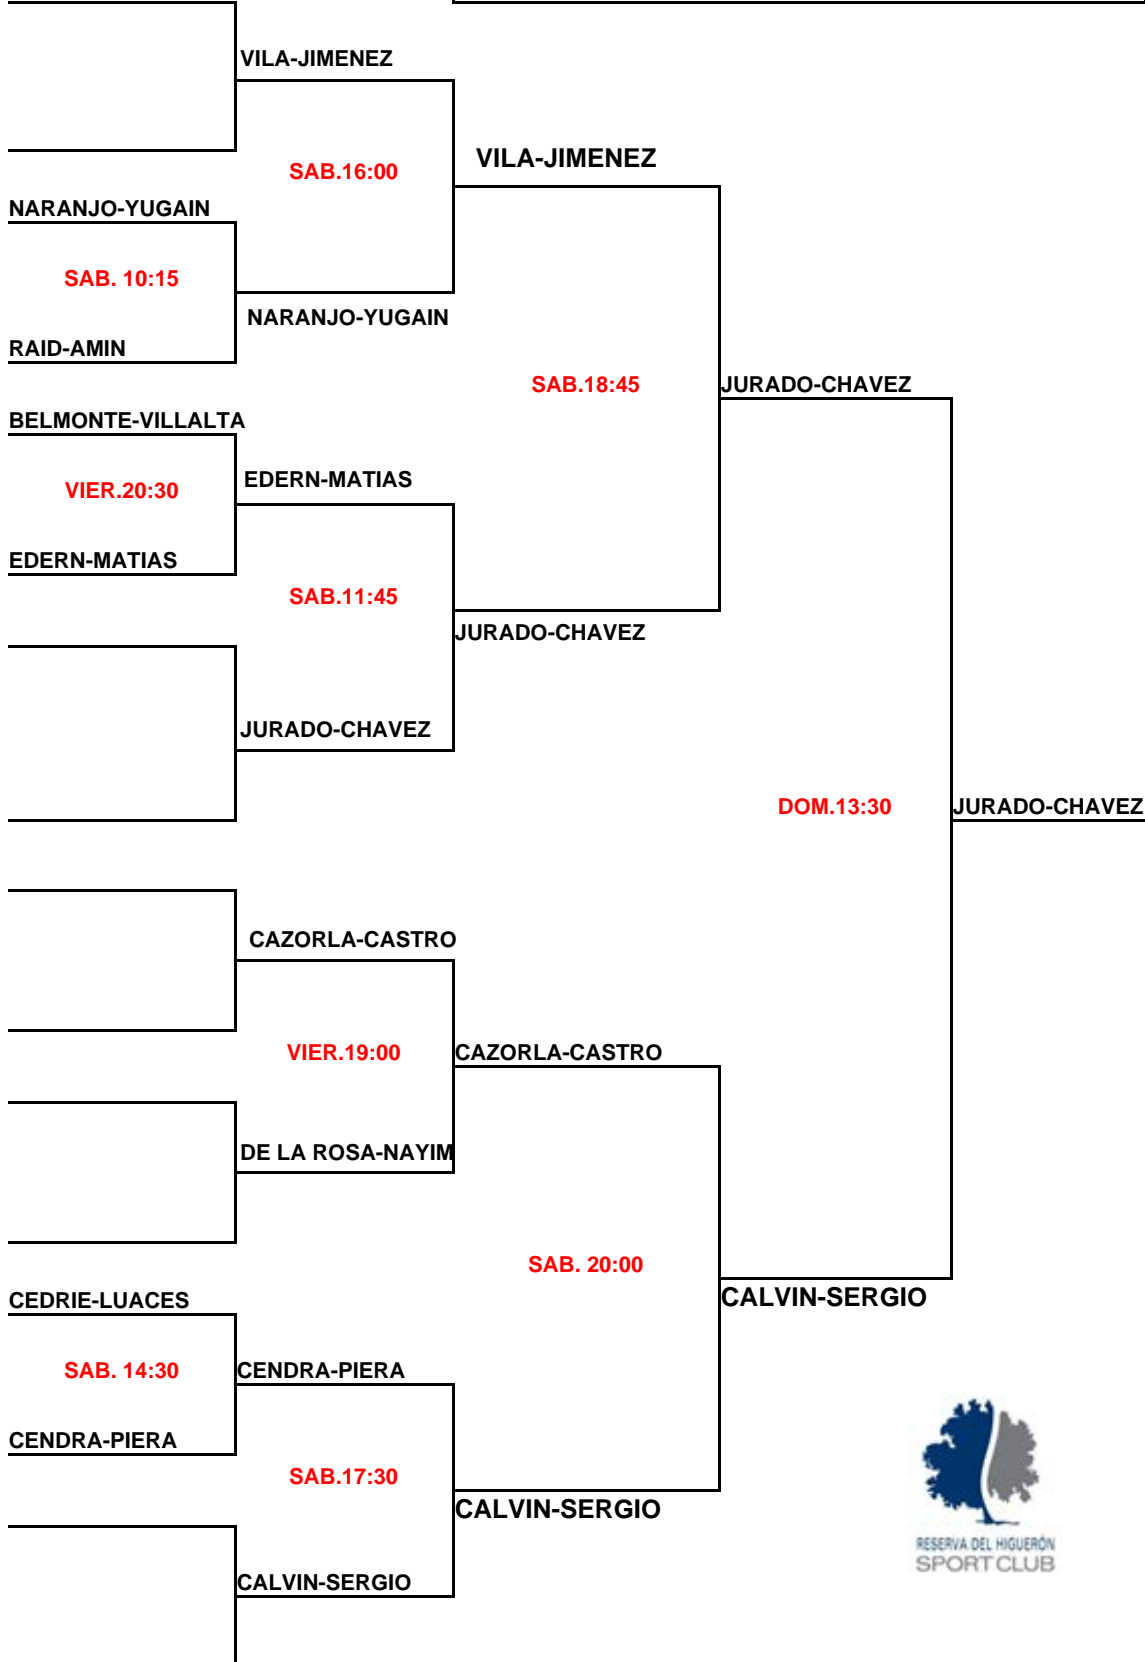 VILA-JIMENEZ
VILA-JIMENEZ
SAB.16:00
NARANJO-YUGAIN
SAB. 10:15
NARANJO-YUGAIN
RAID-AMIN
SAB.18:45
JURADO-CHAVEZ
BELMONTE-VILLALTA
EDERN-MATIAS
VIER.20:30
EDERN-MATIAS
SAB.11:45
JURADO-CHAVEZ
JURADO-CHAVEZ
DOM.13:30
JURADO-CHAVEZ
CAZORLA-CASTRO
VIER.19:00
CAZORLA-CASTRO
DE LA ROSA-NAYIM
SAB. 20:00
CEDRIE-LUACES
CALVIN-SERGIO
SAB. 14:30
CENDRA-PIERA
CENDRA-PIERA
SAB.17:30
CALVIN-SERGIO
CALVIN-SERGIO
RESERVA DEL HIGUERÓN
SPORT CLUB